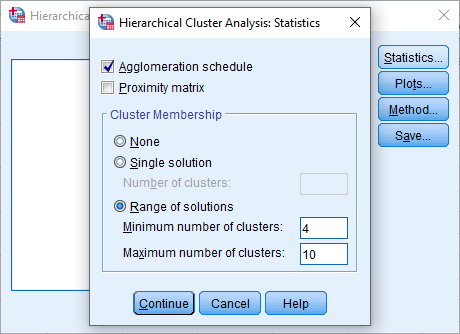 Hierarchical
Hierarchical Cluster Analysis: Statistics
Agglomeration schedule
Proximity matrix
Cluster Membership
None
Single solution
Number of clusters:
Range of solutions
Minimum number of clusters: 4
Maximum number of clusters: 10
Continue Cancel Help
Statistics...
Plots...
Method...
Save...